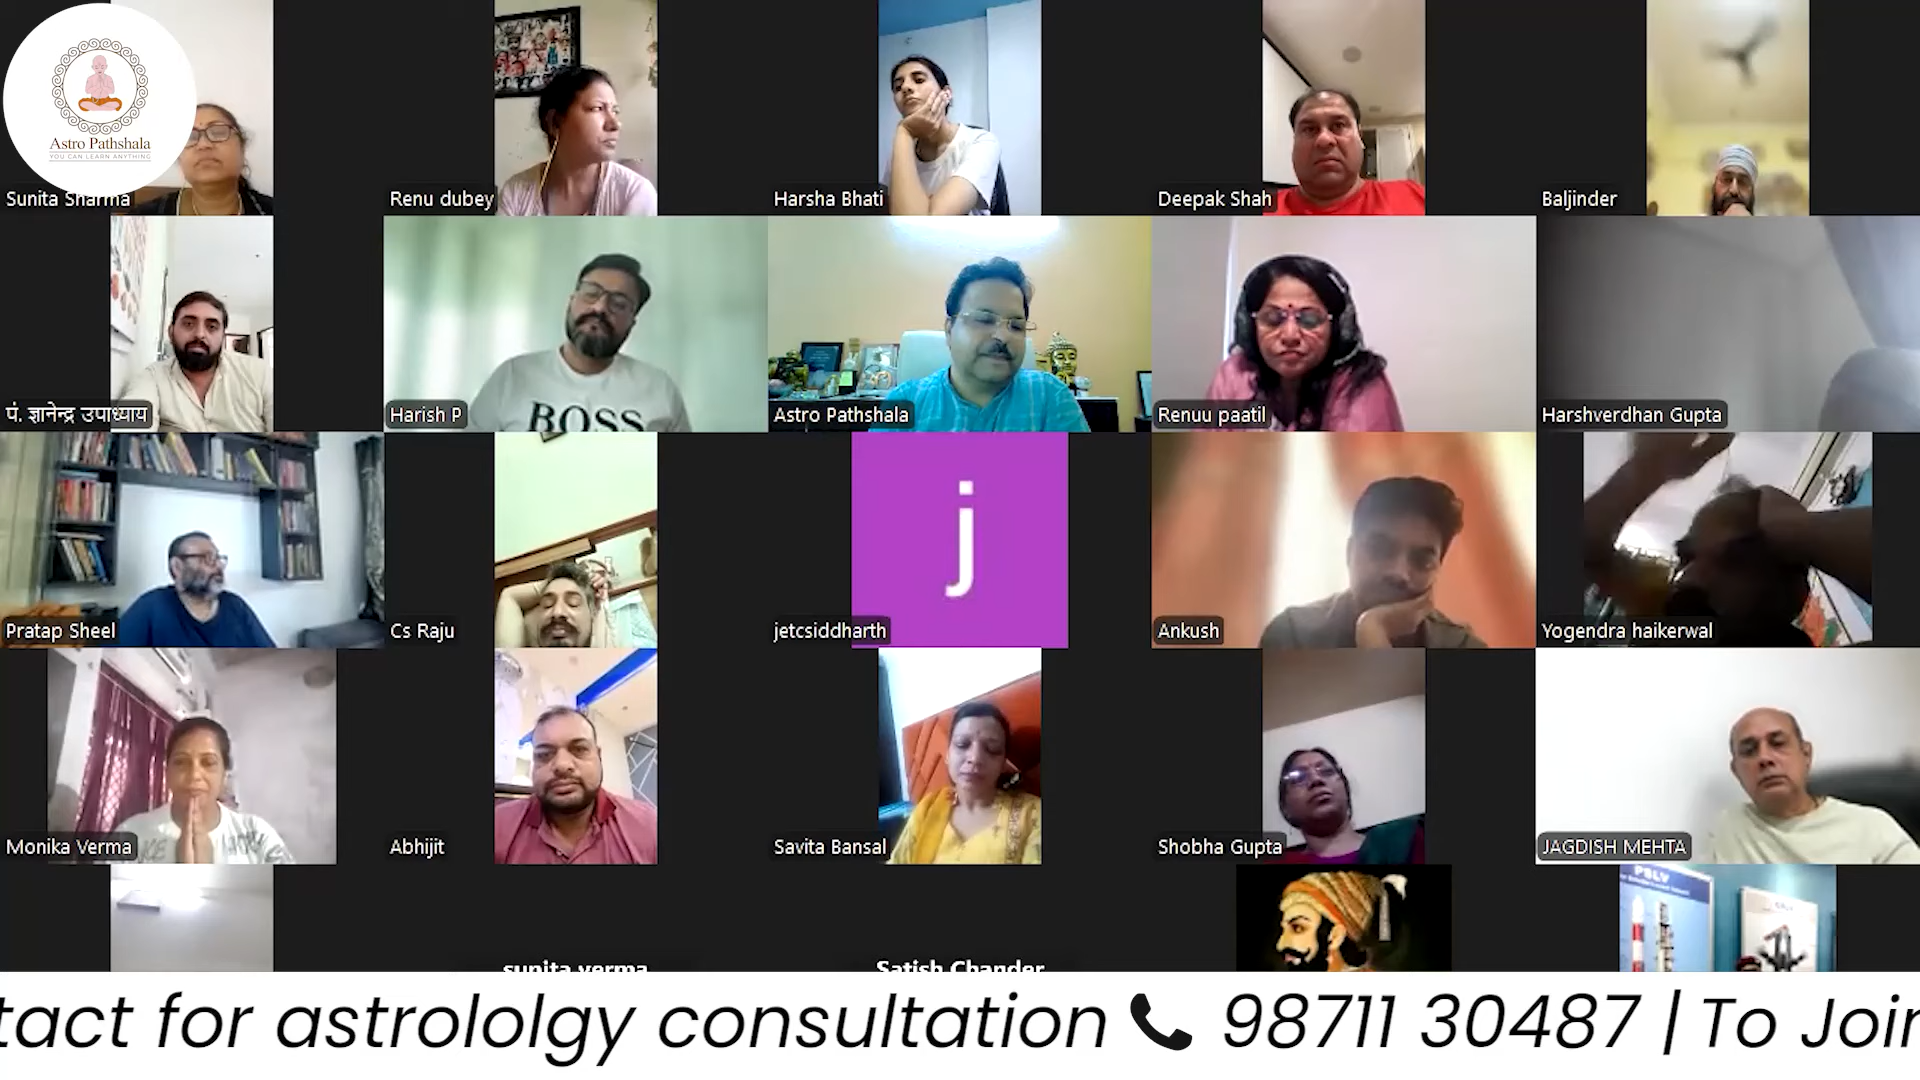 Astro Pathshala
YOU CAN LEARN ANYTHING
Sunita Sharma
Renu dubey
Harsha Bhati
Deepak Shah
Baljinder
पं. ज्ञानेन्द्र उपाध्याय
Harish P
BOSS
Astro Pathshala
Renuu paatil
Harshverdhan Gupta
Pratap Sheel
Cs Raju
j
jetcsiddharth
Ankush
Yogendra haikerwal
Monika Verma
Abhijit
Savita Bansal
Shobha Gupta
JAGDISH MEHTA
PSLV
sunita verma
Satish Chander
tact for astrololgy consultation 98711 30487 | To Join